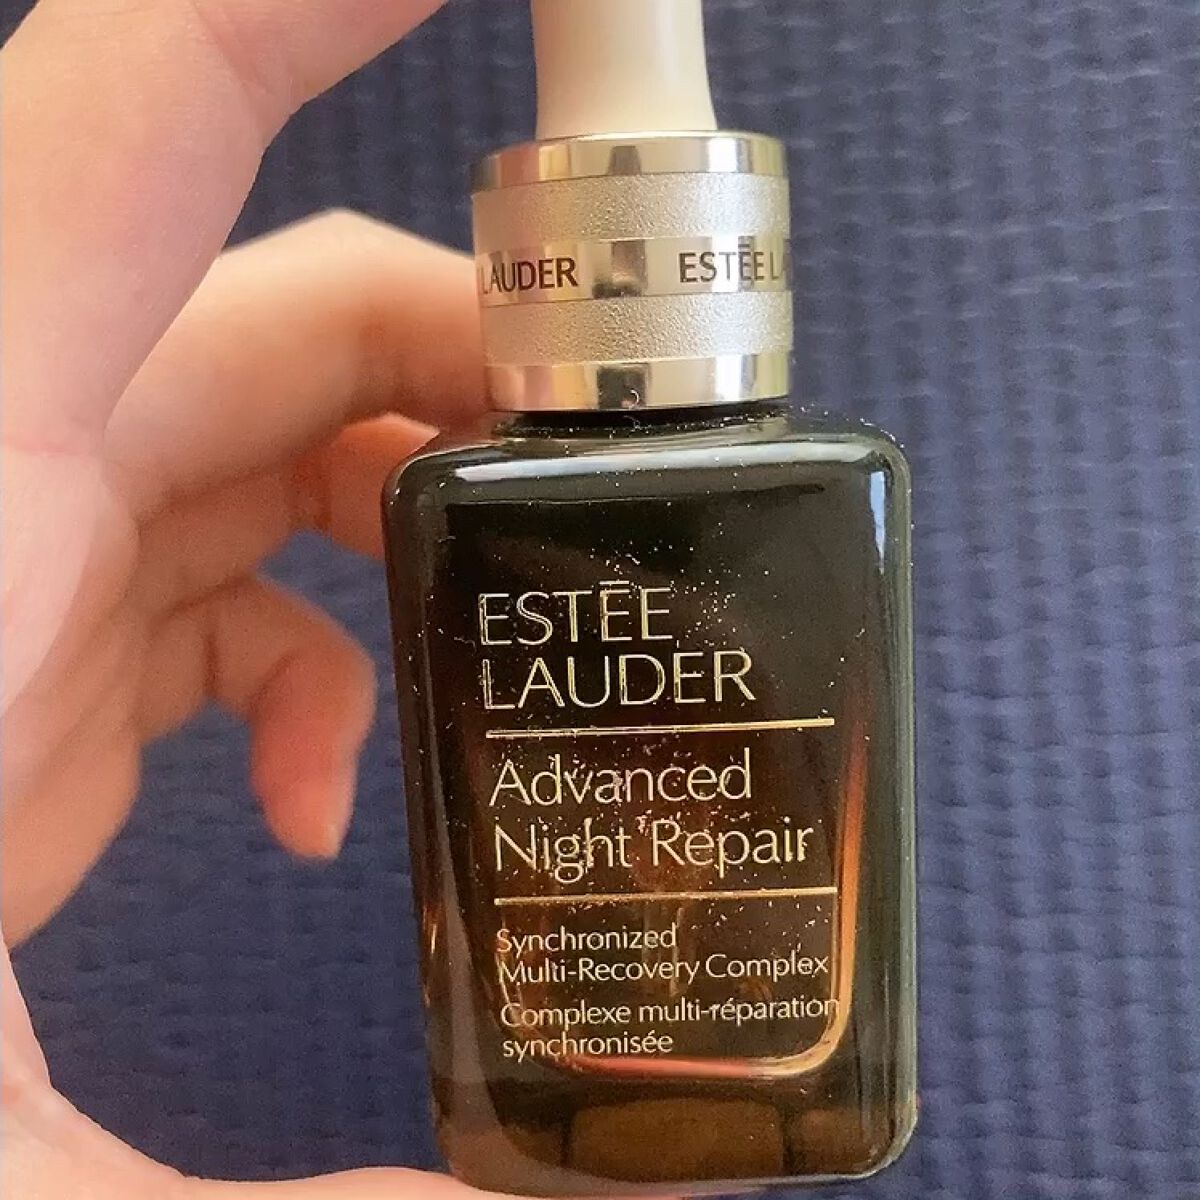 LAUDER ESTĒE LA
ESTĒE
LAUDER
Advanced
Night Repair
Synchronized
Multi-Recovery Complex
Complexe multi-réparation
synchronisée